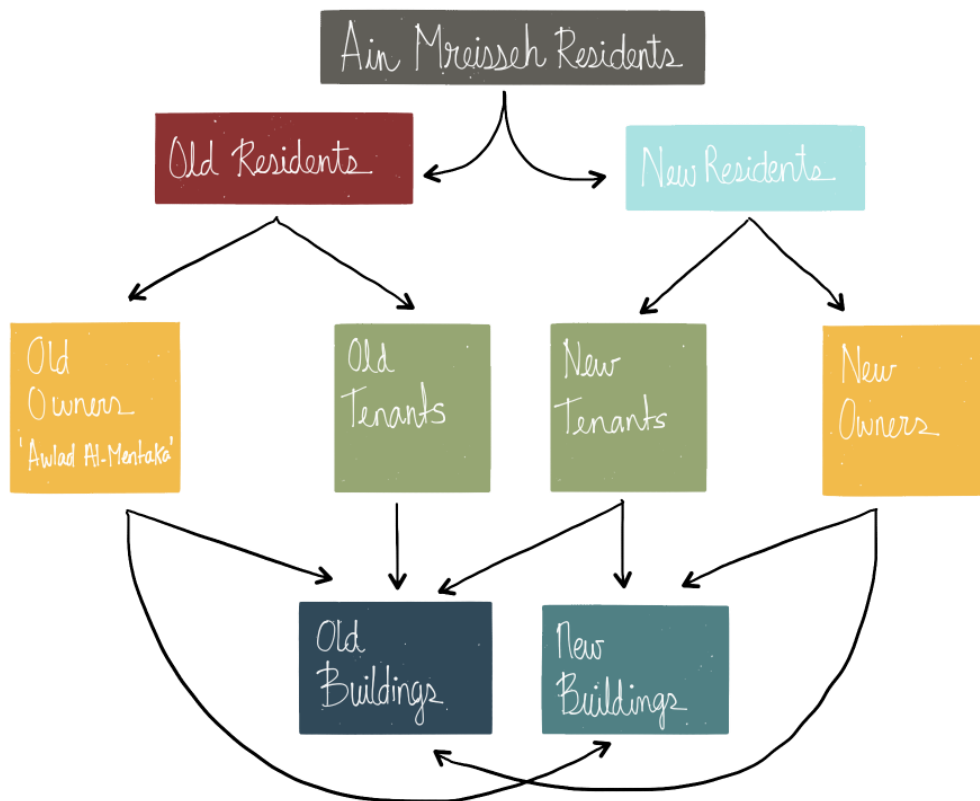 Ain Mreisseh Residents
Old Residents
New Residents
Old
Owners
'Awlad Al-Mentaka'
Old
Tenants
New
Tenants
New
Owners
Old
Buildings
New
Buildings